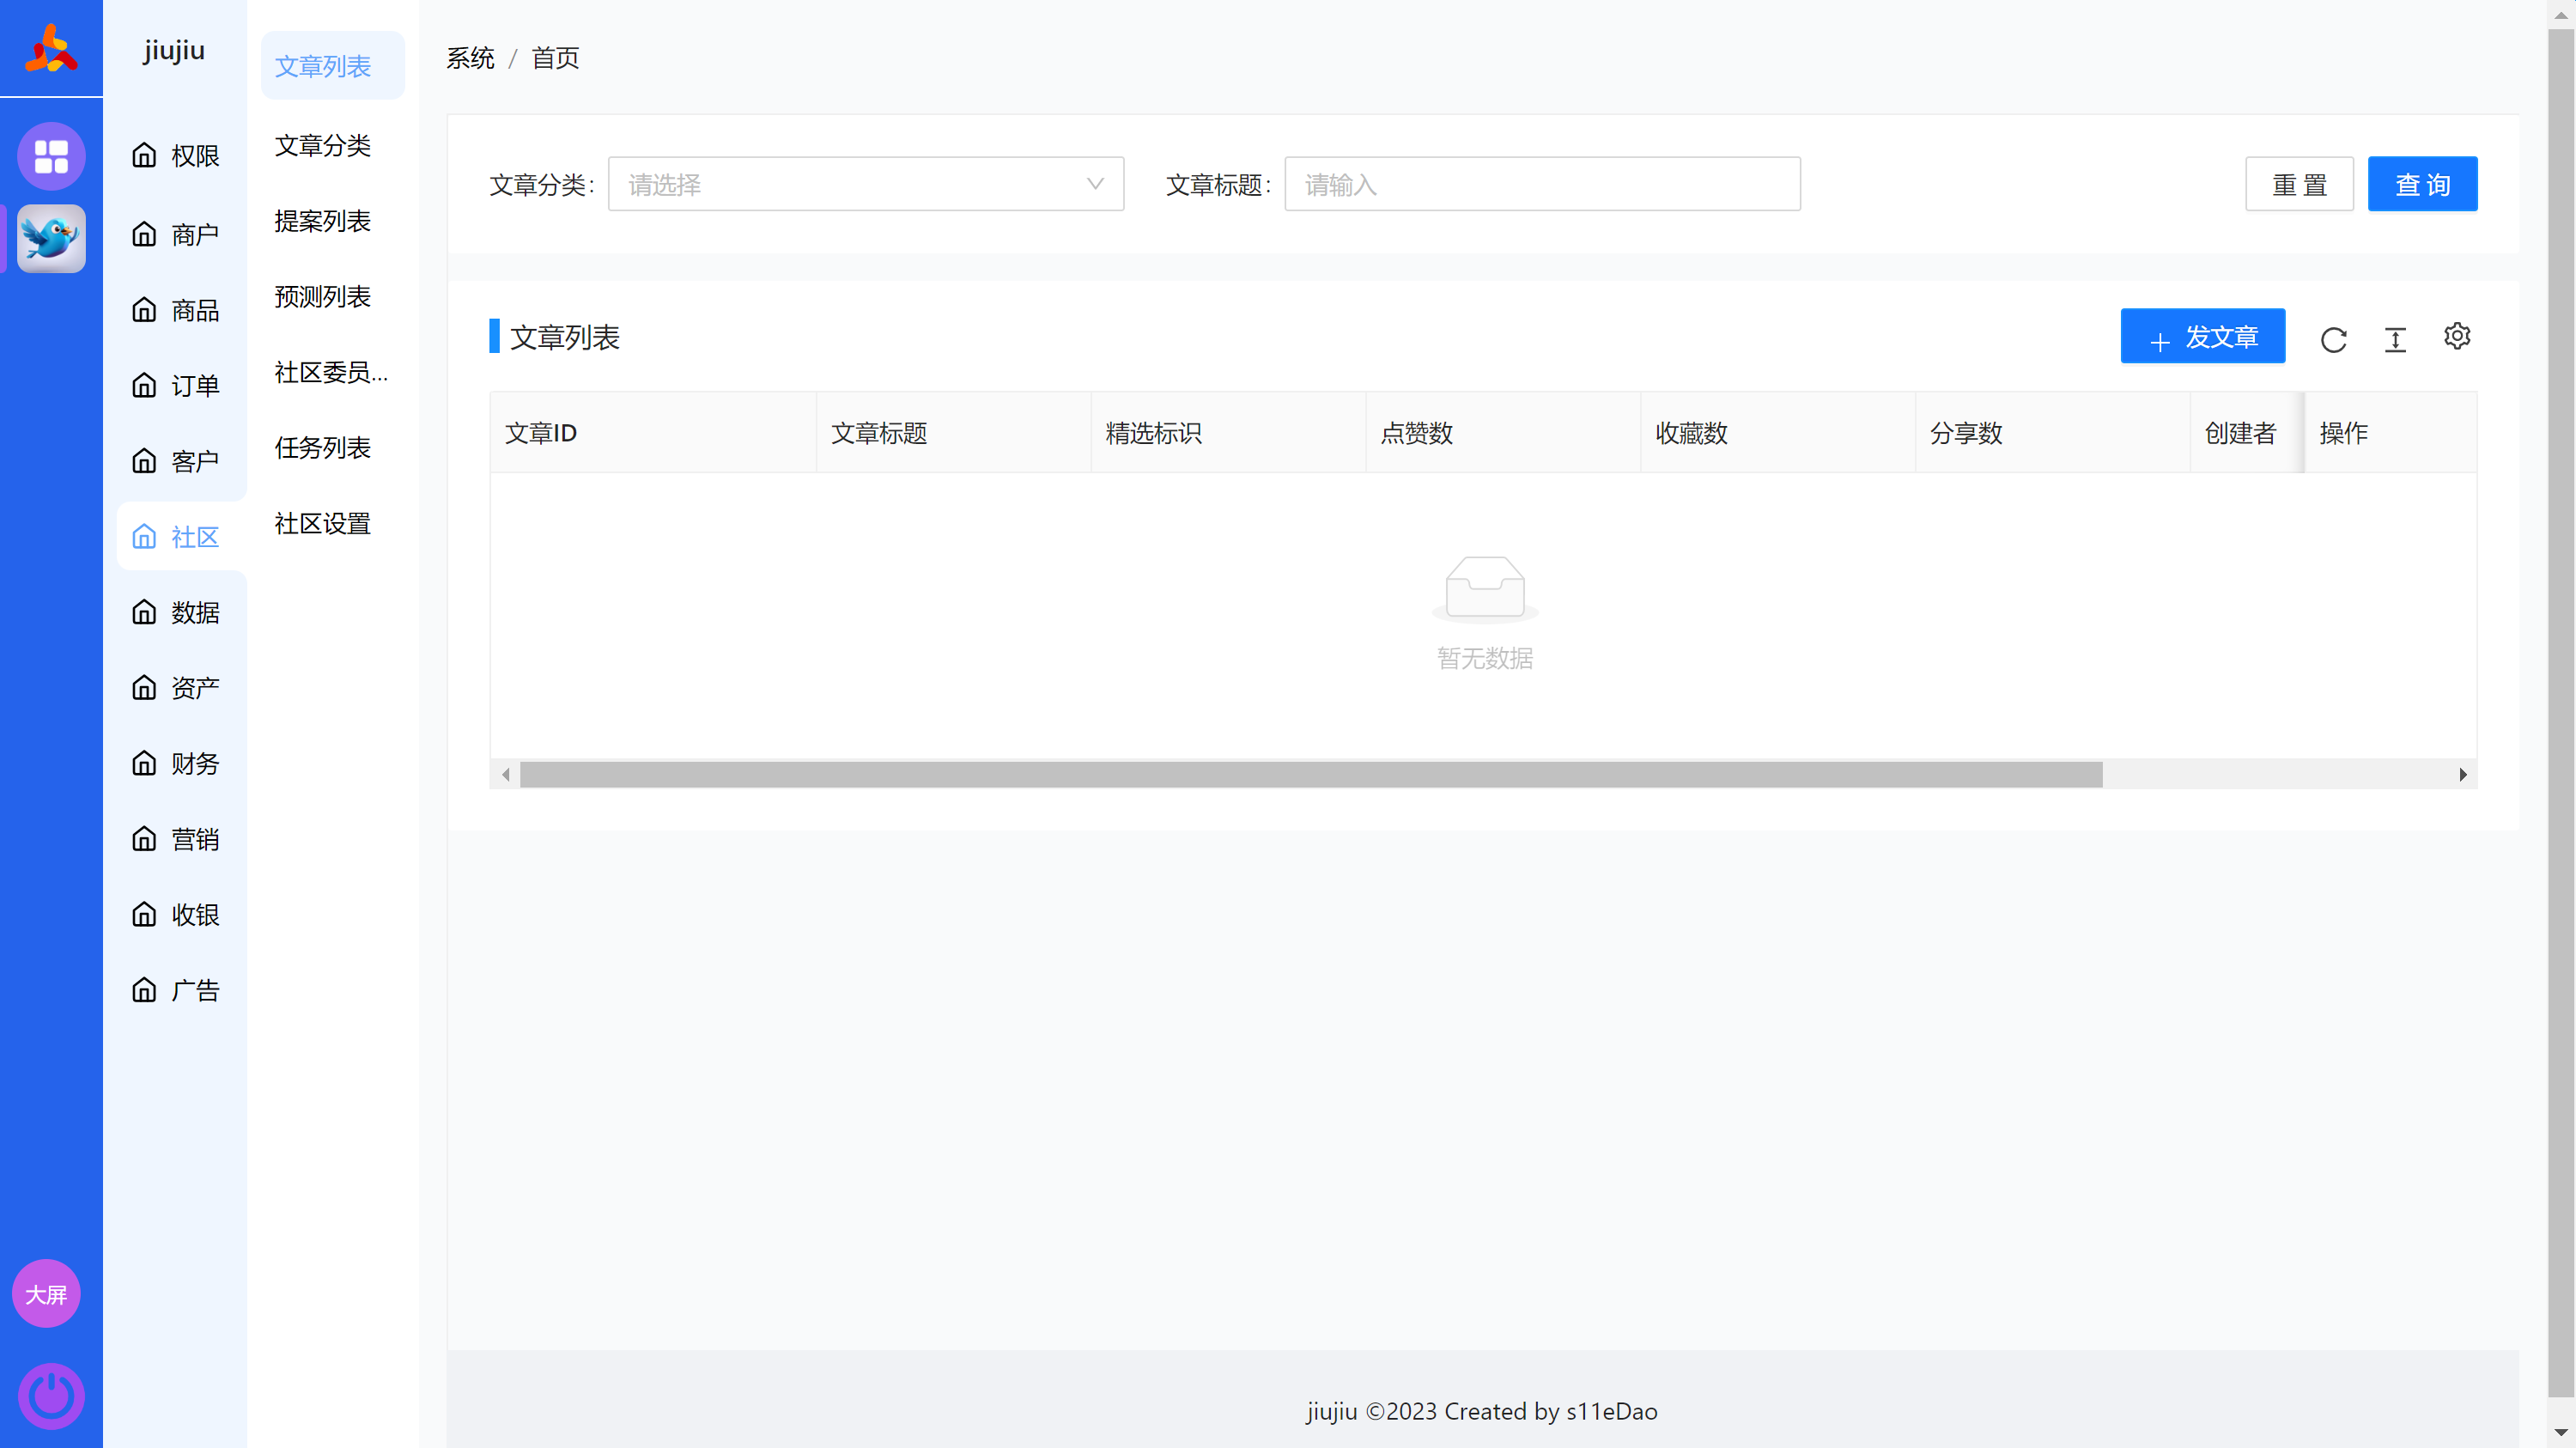 jiujiu
权限
商户
商品
订单
客户
社区
数据
资产
财务
营销
收银
广告
大屏
文章列表
文章分类
提案列表
预测列表
社区委员...
任务列表
社区设置
系统 / 首页
文章分类: 请选择 文章标题: 请输入 重 置 查 询
文章列表 发文章
文章ID 文章标题 精选标识 点赞数 收藏数 分享数 创建者 操作
暂无数据
jiujiu ©2023 Created by s11eDao